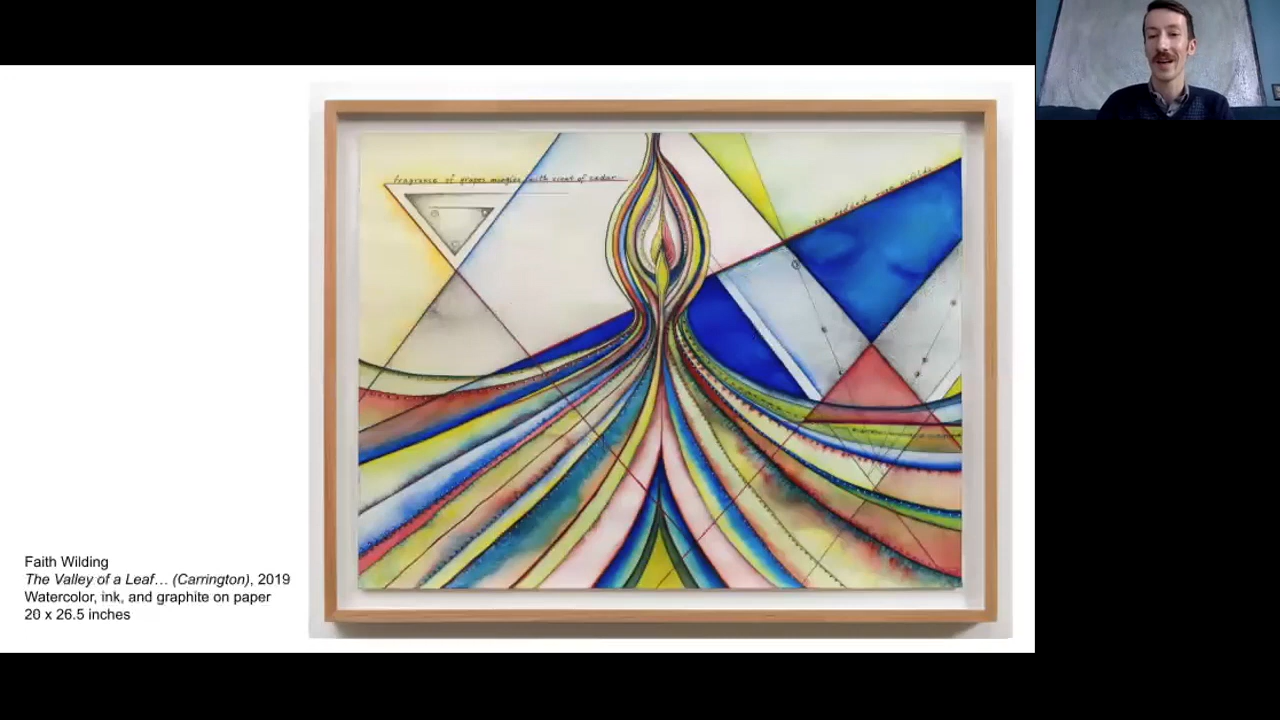 fragrance of grapes mingles with scent of cedar
Faith Wilding
The Valley of a Leaf… (Carrington), 2019
Watercolor, ink, and graphite on paper
20 x 26.5 inches